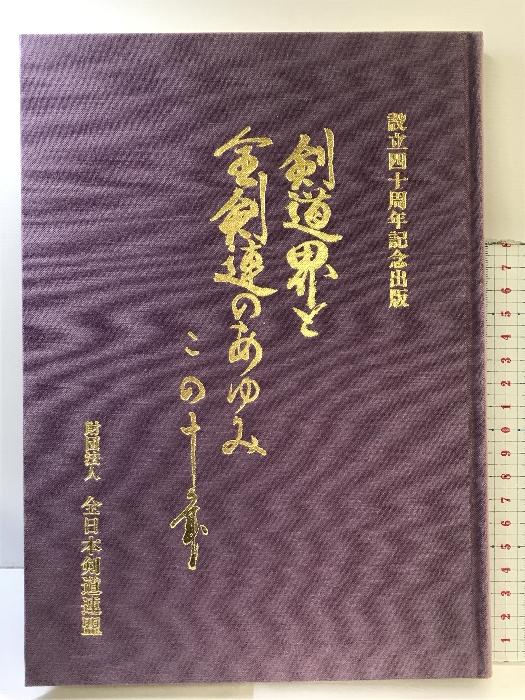 設立四十周年記念出版
剣道界と
全剣連のあゆみ
この十年
財団法人 全日本剣道連盟